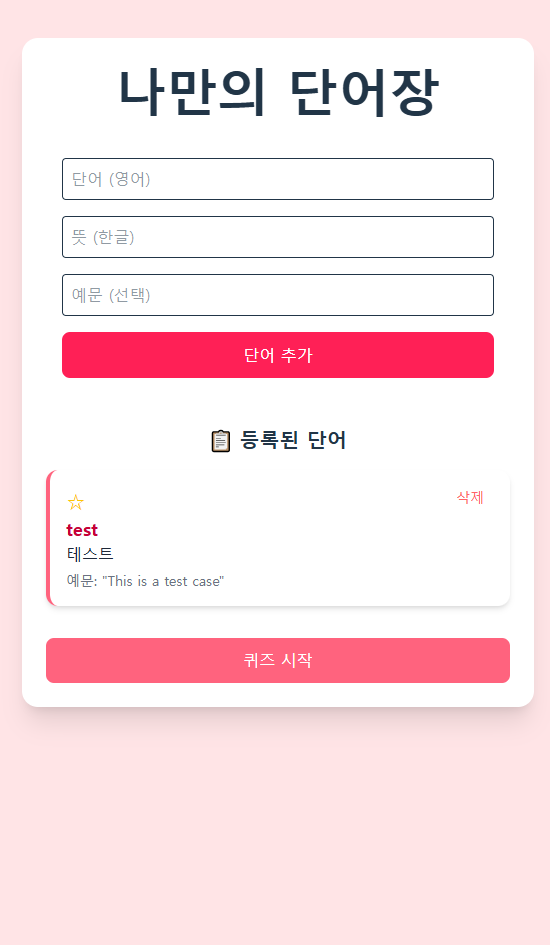 나만의 단어장
단어 (영어)
뜻 (한글)
예문 (선택)
단어 추가
📋 등록된 단어
☆ 삭제
test
테스트
예문: "This is a test case"
퀴즈 시작